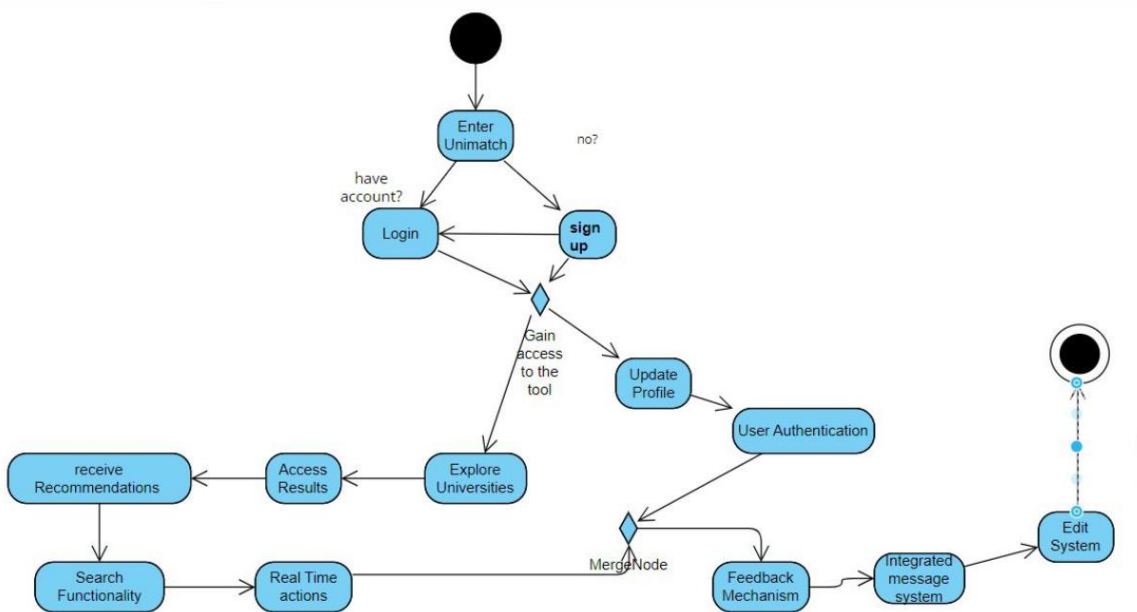 Enter
Unimatch
no?
have
account?
Login
sign
up
Gain
access
to the
tool
Update
Profile
User Authentication
receive
Recommendations
Access
Results
Explore
Universities
MergeNode
Search
Functionality
Real Time
actions
Feedback
Mechanism
Integrated
message
system
Edit
System